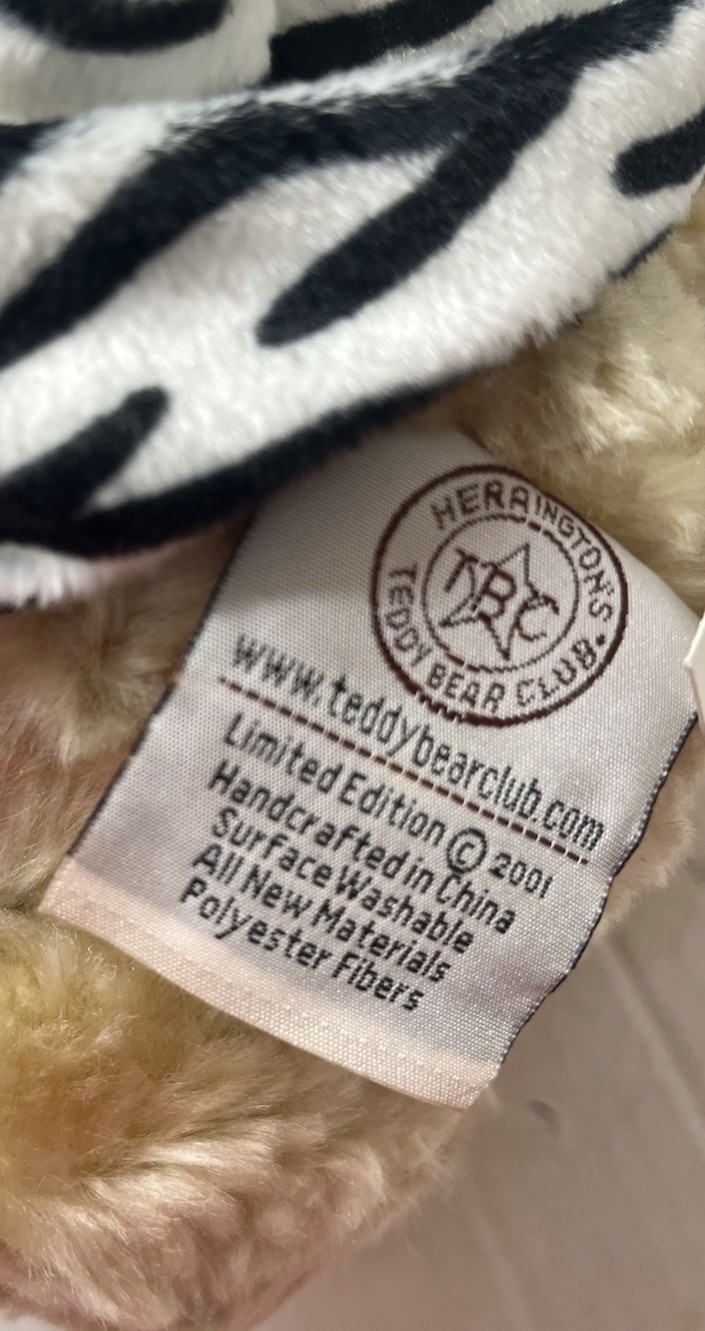 HERRINGTON'S
TEDDY BEAR CLUB.
TBC
www.teddybearclub.com
Limited Edition © 2001
Handcrafted in China
Surface Washable
All New Materials
Polyester Fibers